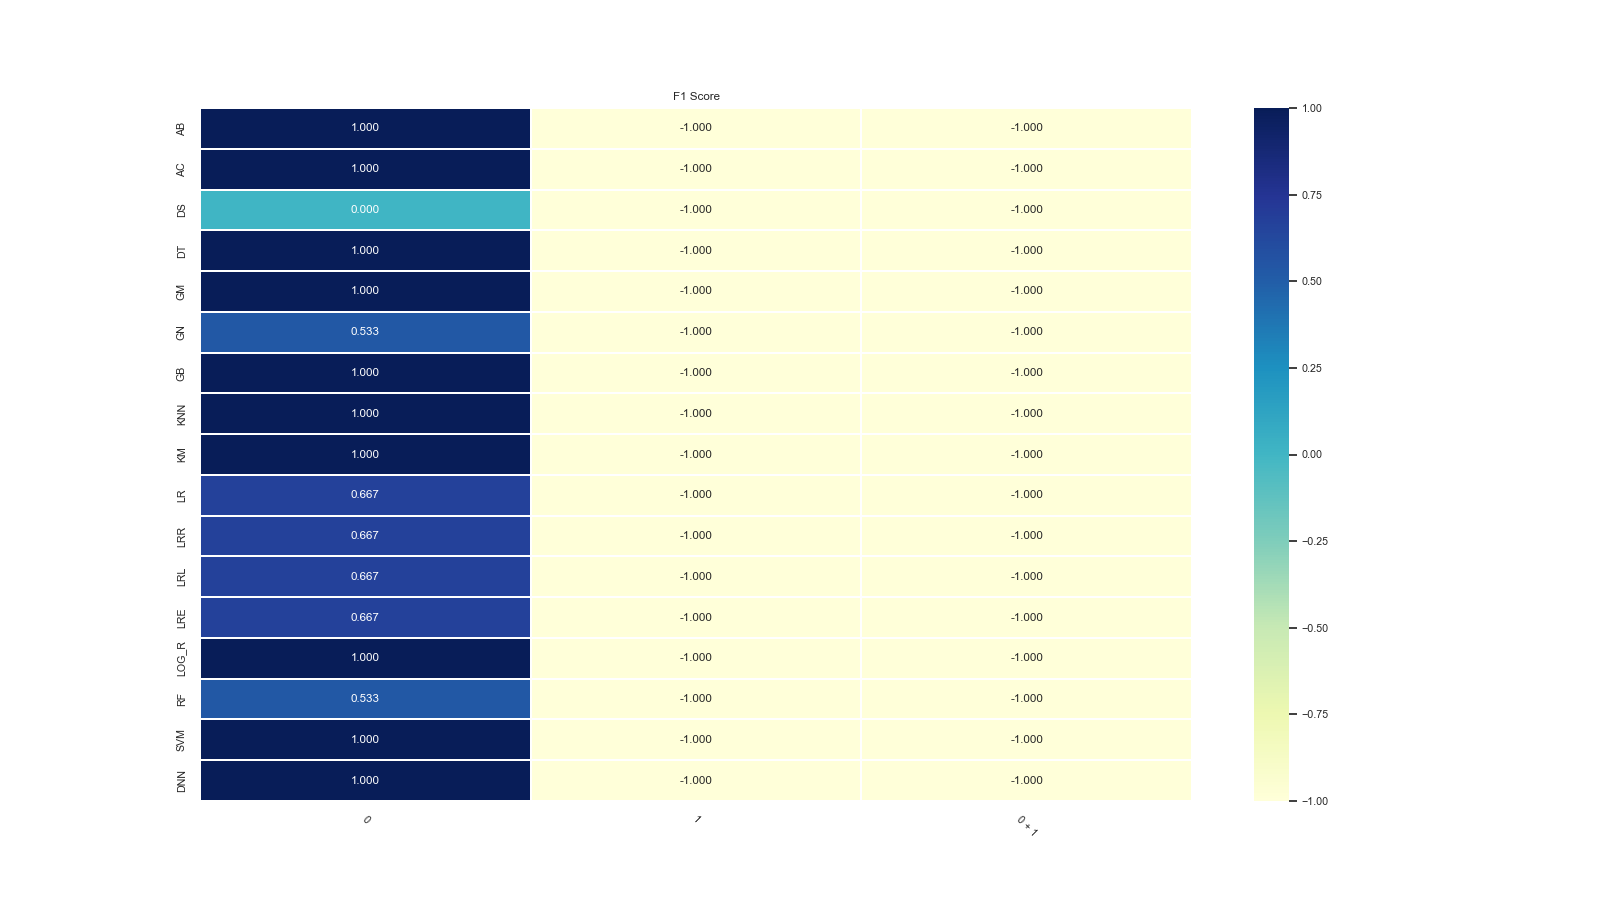 F1 Score
AB 1.000 -1.000 -1.000
AC 1.000 -1.000 -1.000
DS 0.000 -1.000 -1.000
DT 1.000 -1.000 -1.000
GM 1.000 -1.000 -1.000
GN 0.533 -1.000 -1.000
GB 1.000 -1.000 -1.000
KNN 1.000 -1.000 -1.000
KM 1.000 -1.000 -1.000
LR 0.667 -1.000 -1.000
LRR 0.667 -1.000 -1.000
LRL 0.667 -1.000 -1.000
LRE 0.667 -1.000 -1.000
LOG_R 1.000 -1.000 -1.000
RF 0.533 -1.000 -1.000
SVM 1.000 -1.000 -1.000
DNN 1.000 -1.000 -1.000
0 1 0 + 1
1.00
0.75
0.50
0.25
0.00
−0.25
−0.50
−0.75
−1.00